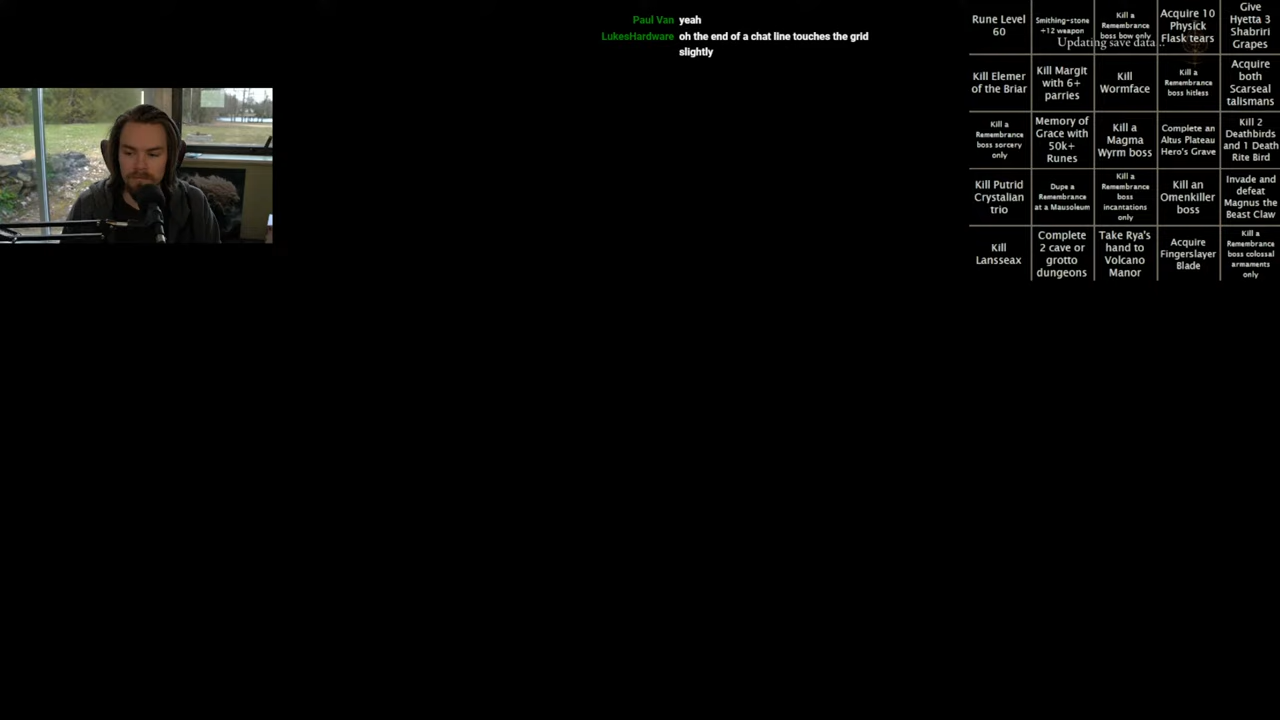 Paul Van yeah
LukesHardware oh the end of a chat line touches the grid
slightly
Rune Level
60
Smithing-stone
+12 weapon
Kill a
Remembrance
boss bow only
Acquire 10
Physick
Flask tears
Give
Hyetta 3
Shabriri
Grapes
Updating save data...
Kill Elemer
of the Briar
Kill Margit
with 6+
parries
Kill
Wormface
Kill a
Remembrance
boss hitless
Acquire
both
Scarseal
talismans
Kill a
Remembrance
boss sorcery
only
Memory of
Grace with
50k+
Runes
Kill a
Magma
Wyrm boss
Complete an
Altus Plateau
Hero's Grave
Kill 2
Deathbirds
and 1 Death
Rite Bird
Kill Putrid
Crystalian
trio
Dupe a
Remembrance
at a Mausoleum
Kill a
Remembrance
boss
incantations
only
Kill an
Omenkiller
boss
Invade and
defeat
Magnus the
Beast Claw
Kill
Lansseax
Complete
2 cave or
grotto
dungeons
Take Rya's
hand to
Volcano
Manor
Acquire
Fingerslayer
Blade
Kill a
Remembrance
boss colossal
armaments
only